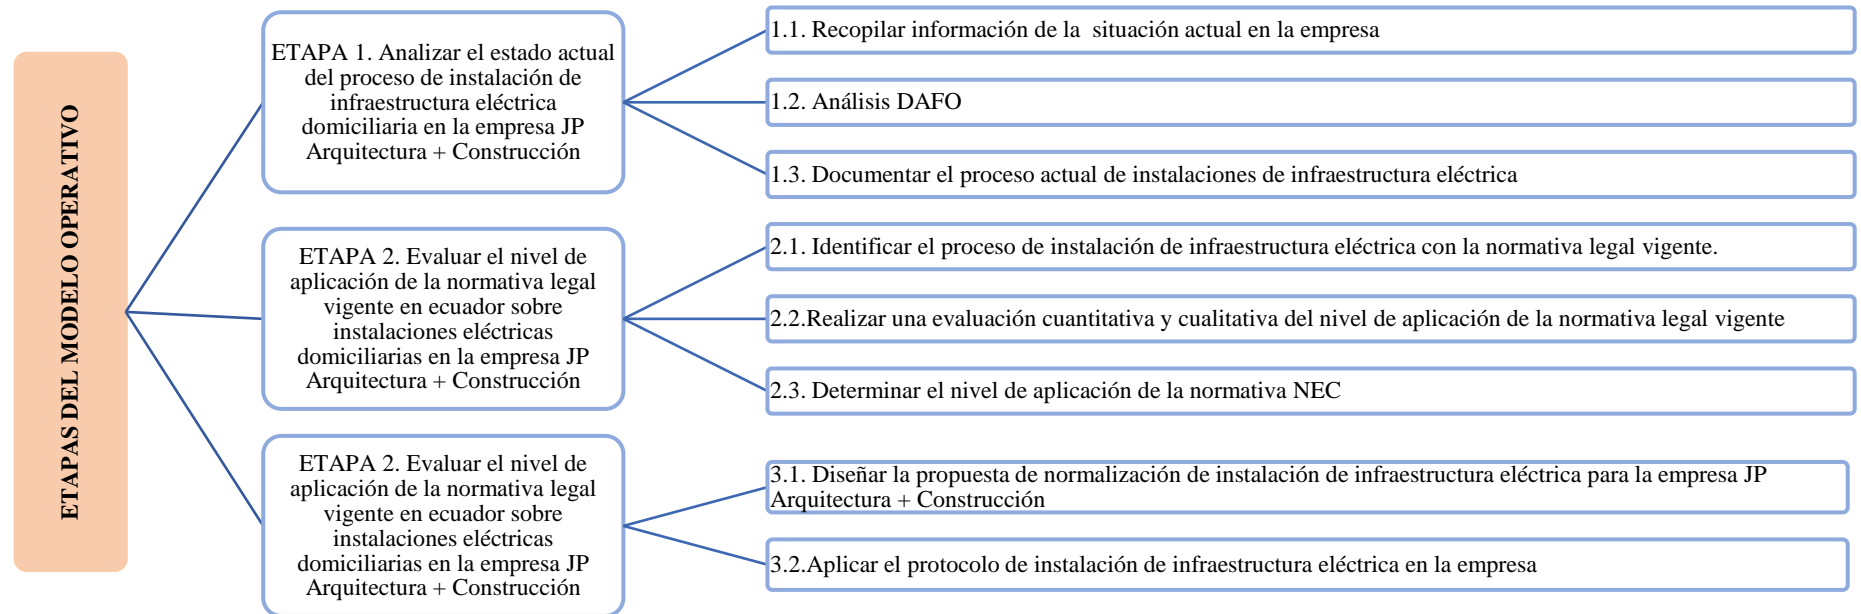 ETAPAS DEL MODELO OPERATIVO
ETAPA 1. Analizar el estado actual
del proceso de instalación de
infraestructura eléctrica
domiciliaria en la empresa JP
Arquitectura + Construcción
1.1. Recopilar información de la  situación actual en la empresa
1.2. Análisis DAFO
1.3. Documentar el proceso actual de instalaciones de infraestructura eléctrica
ETAPA 2. Evaluar el nivel de
aplicación de la normativa legal
vigente en ecuador sobre
instalaciones eléctricas
domiciliarias en la empresa JP
Arquitectura + Construcción
2.1. Identificar el proceso de instalación de infraestructura eléctrica con la normativa legal vigente.
2.2.Realizar una evaluación cuantitativa y cualitativa del nivel de aplicación de la normativa legal vigente
2.3. Determinar el nivel de aplicación de la normativa NEC
ETAPA 2. Evaluar el nivel de
aplicación de la normativa legal
vigente en ecuador sobre
instalaciones eléctricas
domiciliarias en la empresa JP
Arquitectura + Construcción
3.1. Diseñar la propuesta de normalización de instalación de infraestructura eléctrica para la empresa JP
Arquitectura + Construcción
3.2.Aplicar el protocolo de instalación de infraestructura eléctrica en la empresa